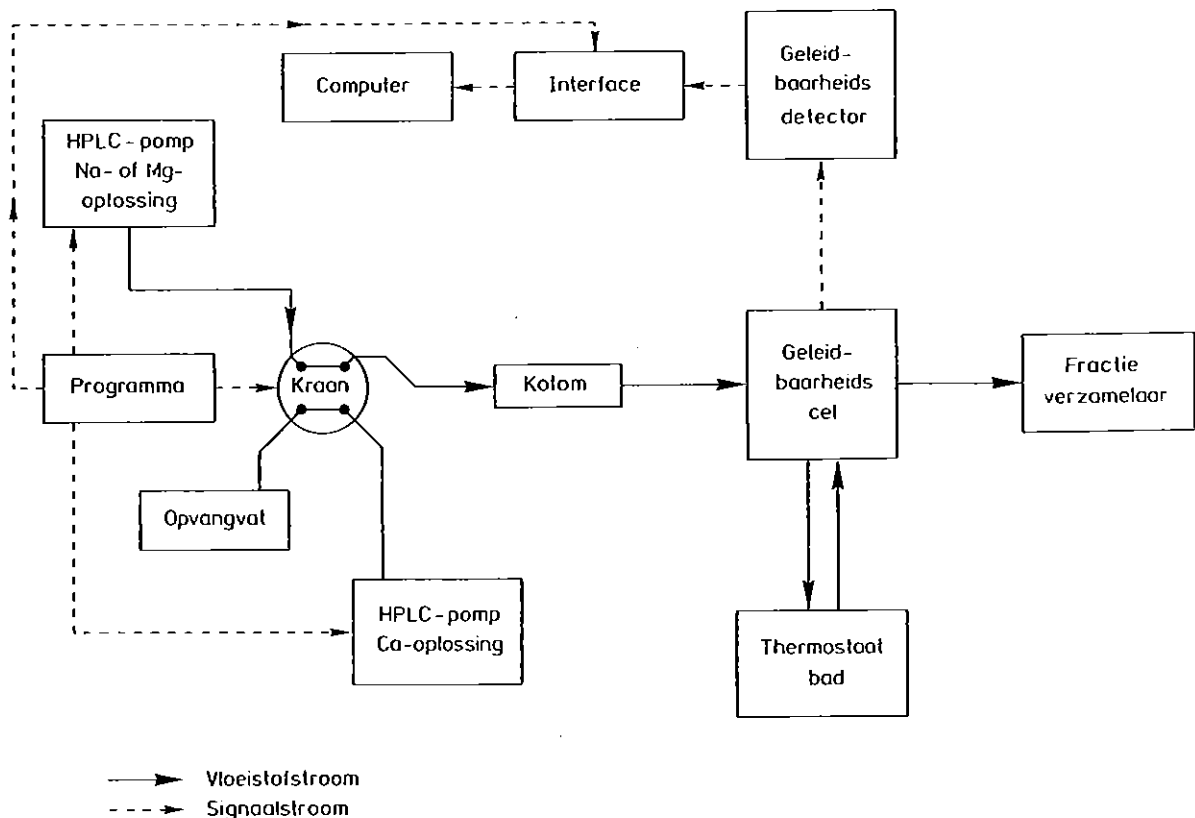 Computer
Interface
Geleid-
baarheids
detector
HPLC-pomp
Na- of Mg-
oplossing
Programma
Kraan
Kolom
Geleid-
baarheids
cel
Fractie
verzamelaar
Opvangvat
HPLC-pomp
Ca-oplossing
Thermostaat
bad
Vloeistofstroom
Signaalstroom